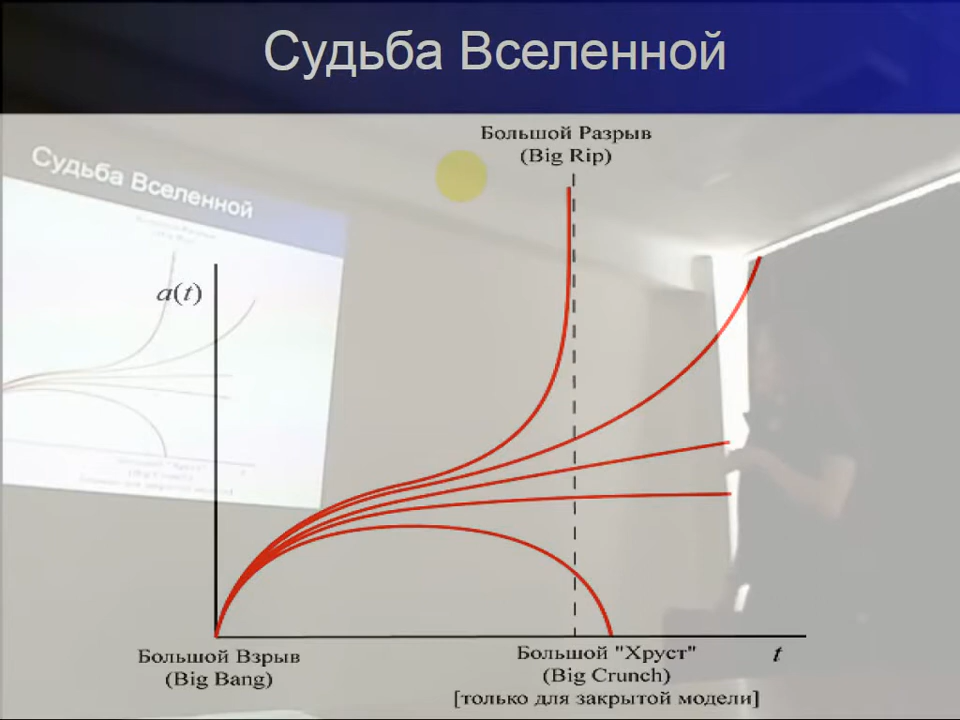 Судьба Вселенной
Большой Разрыв
(Big Rip)
Судьба Вселенной
a(t)
Большой Взрыв
(Big Bang)
Большой "Хруст"
(Big Crunch)
[только для закрытой модели]
t